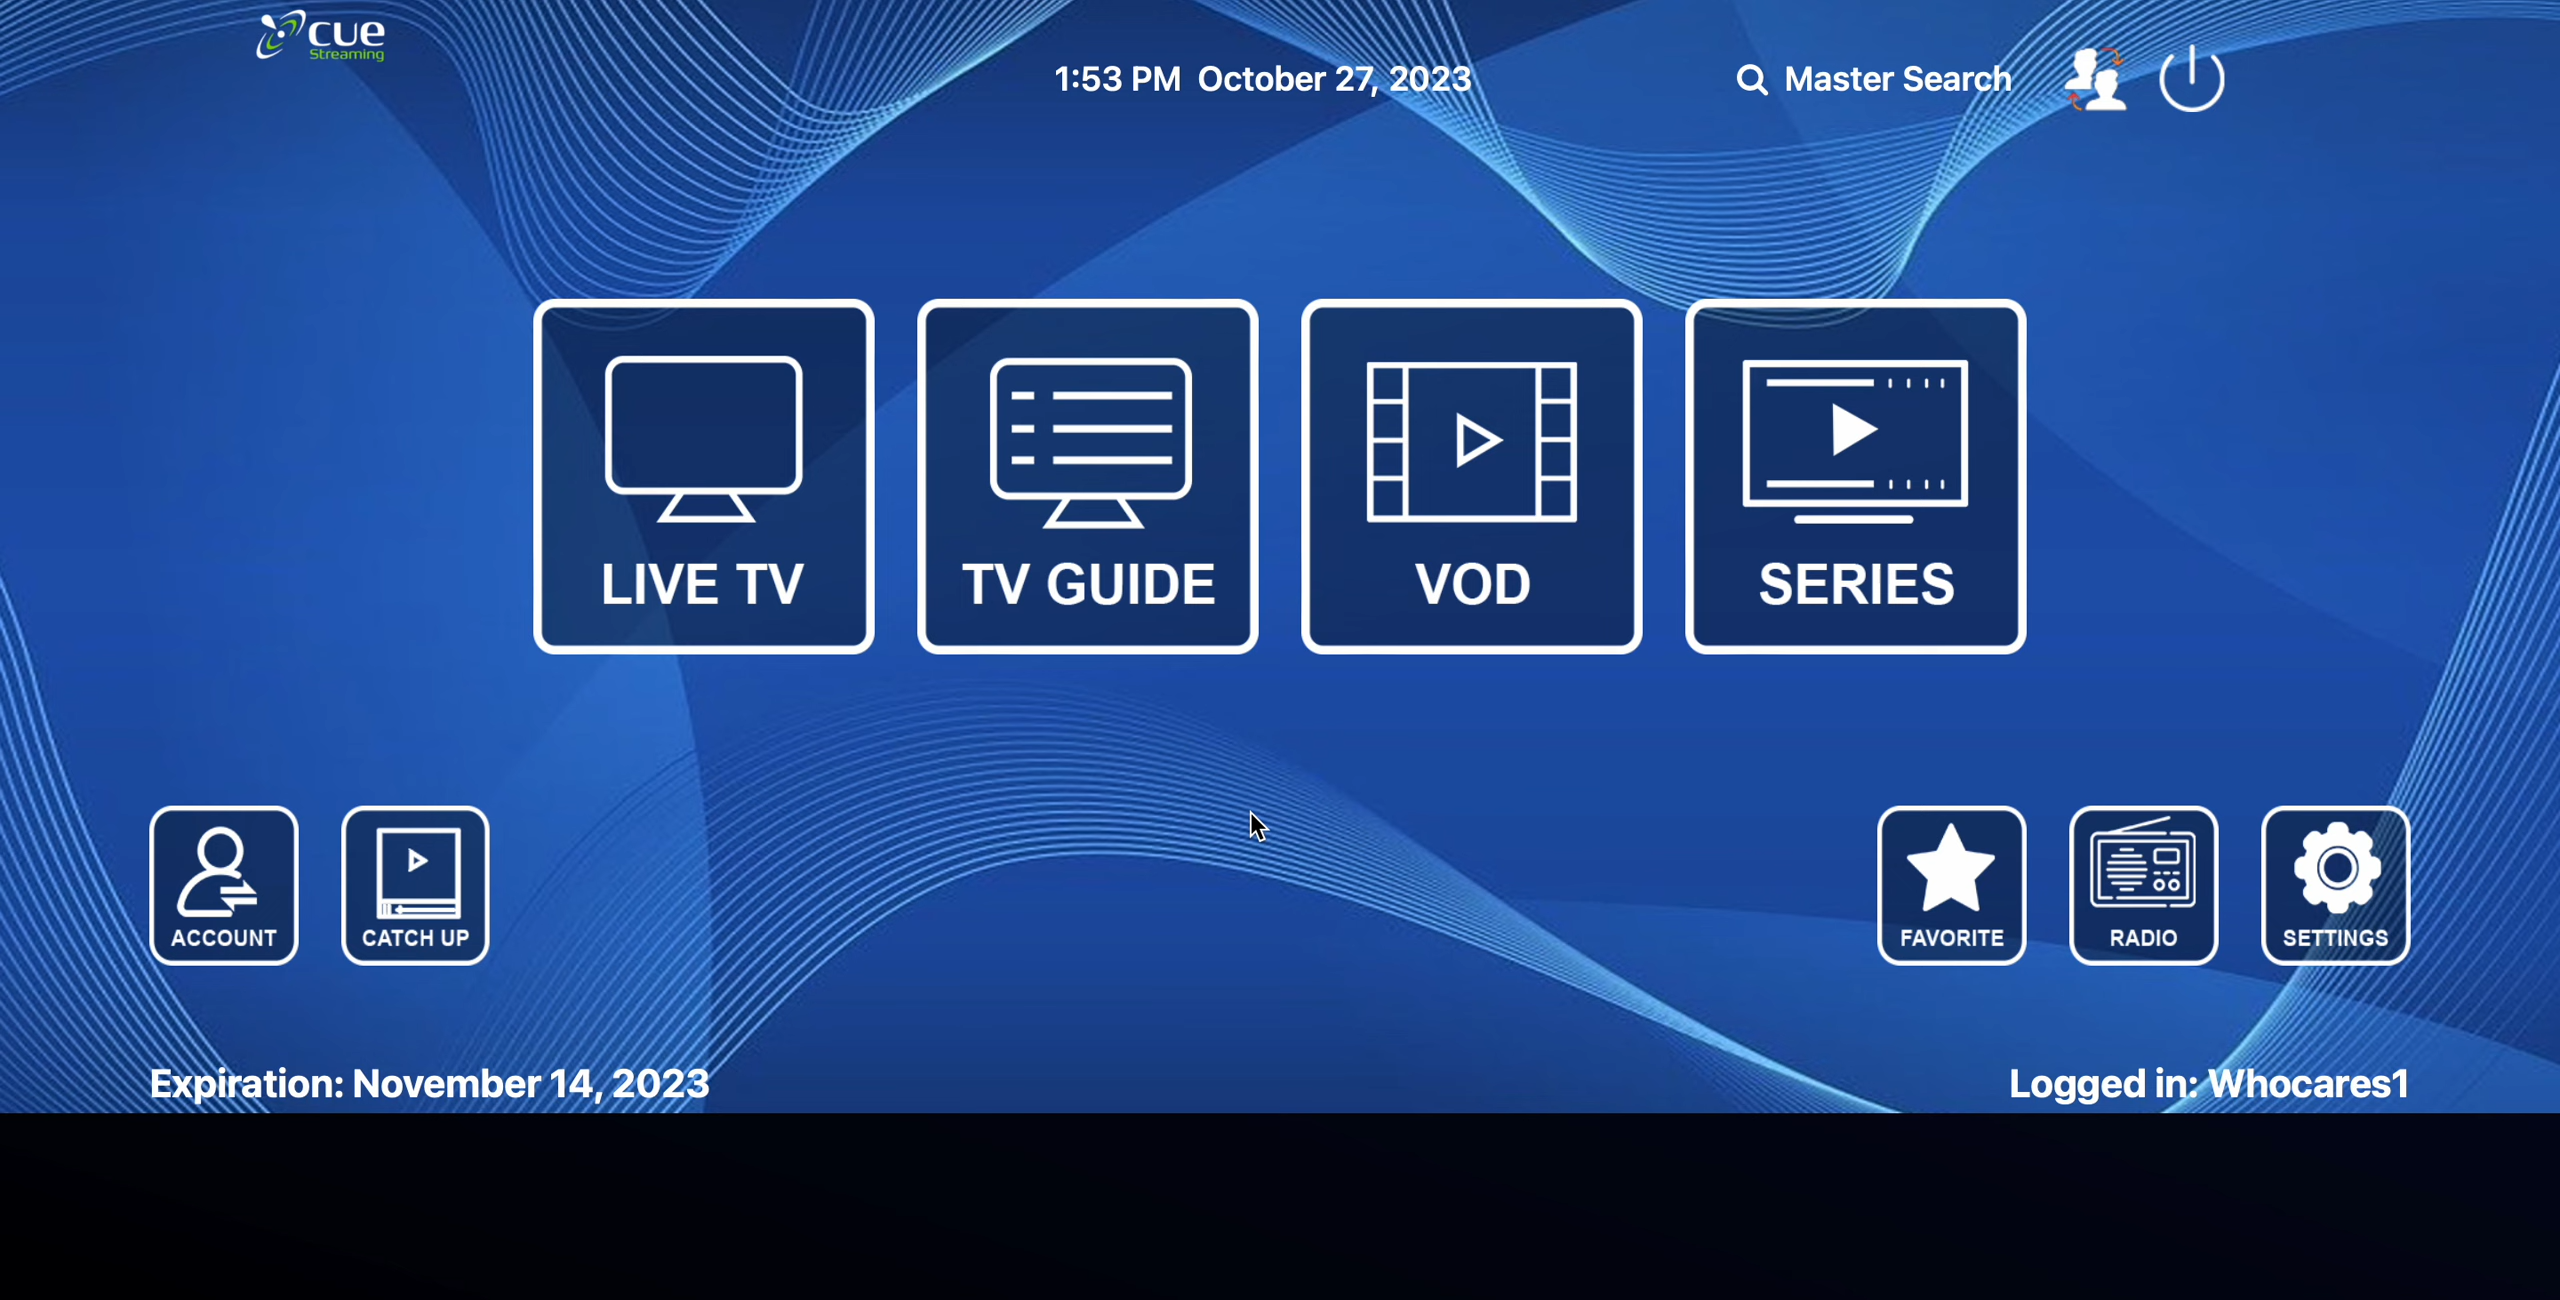 cue
Streaming
1:53 PM October 27, 2023
Master Search
LIVE TV
TV GUIDE
VOD
SERIES
ACCOUNT
CATCH UP
FAVORITE
RADIO
SETTINGS
Expiration: November 14, 2023
Logged in: Whocares1